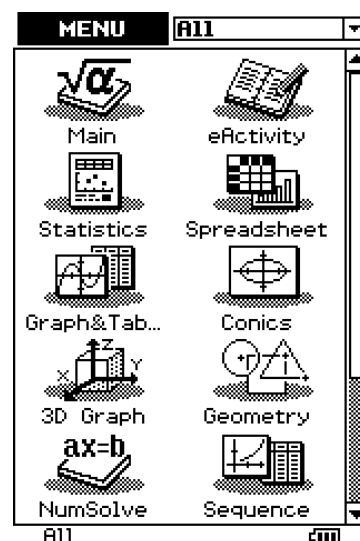 MENU All
√α
Main eActivity
Statistics Spreadsheet
Graph&Tab... Conics
Z
X Y
r
3D Graph Geometry
ax=b
NumSolve Sequence
All